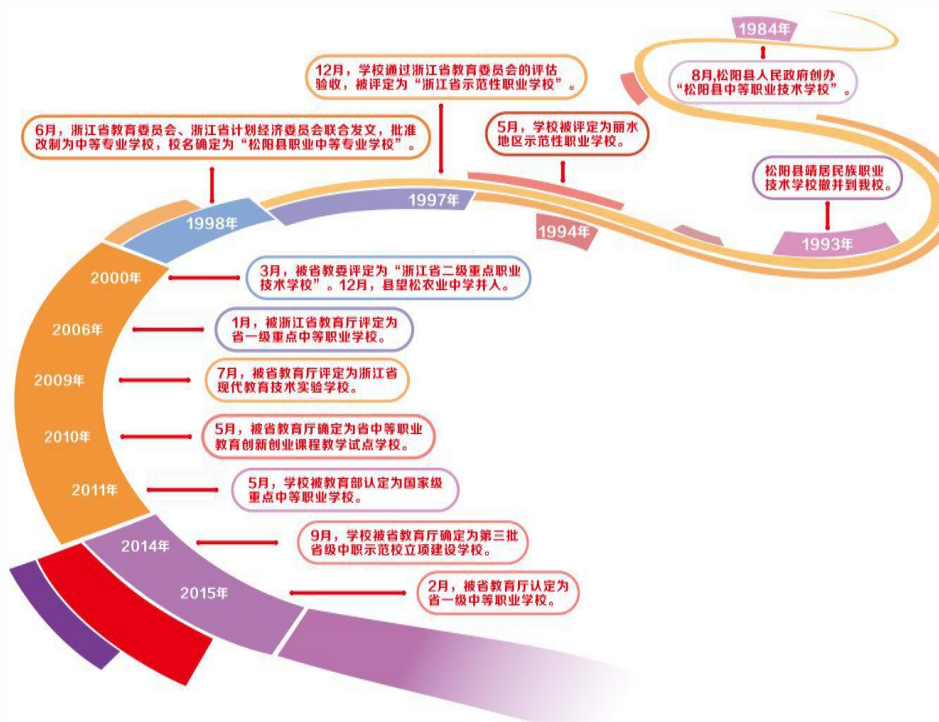 1984年
8月,松阳县人民政府创办
“松阳县中等职业技术学校”。
松阳县靖居民族职业
技术学校撤并到我校。
1993年
5月，学校被评定为丽水
地区示范性职业学校。
1994年
12月，学校通过浙江省教育委员会的评估
验收，被评定为“浙江省示范性职业学校”。
1997年
6月，浙江省教育委员会、浙江省计划经济委员会联合发文，批准
改制为中等专业学校，校名确定为“松阳县职业中等专业学校”。
1998年
2000年
3月，被省教委评定为“浙江省二级重点职业
技术学校”。12月，县望松农业中学并入。
2006年
1月，被浙江省教育厅评定为
省一级重点中等职业学校。
2009年
7月，被省教育厅评定为浙江省
现代教育技术实验学校。
2010年
5月，被省教育厅确定为省中等职业
教育创新创业课程教学试点学校。
2011年
5月，学校被教育部认定为国家级
重点中等职业学校。
2014年
9月，学校被省教育厅确定为第三批
省级中职示范校立项建设学校。
2015年
2月，被省教育厅认定为
省一级中等职业学校。